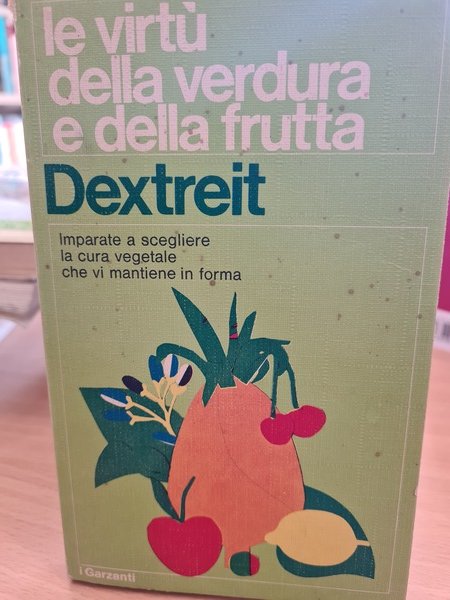 le virtù
della verdura
e della frutta
Dextreit
Imparate a scegliere
la cura vegetale
che vi mantiene in forma
i Garzanti